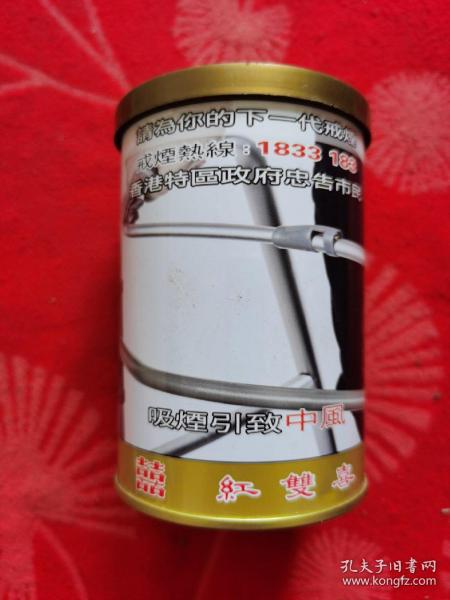 請為你的下一代戒煙
戒煙熱線：1833 183
香港特區政府忠告市民
吸煙引致中風
囍 紅雙喜
孔夫子旧书网
www.kongfz.com